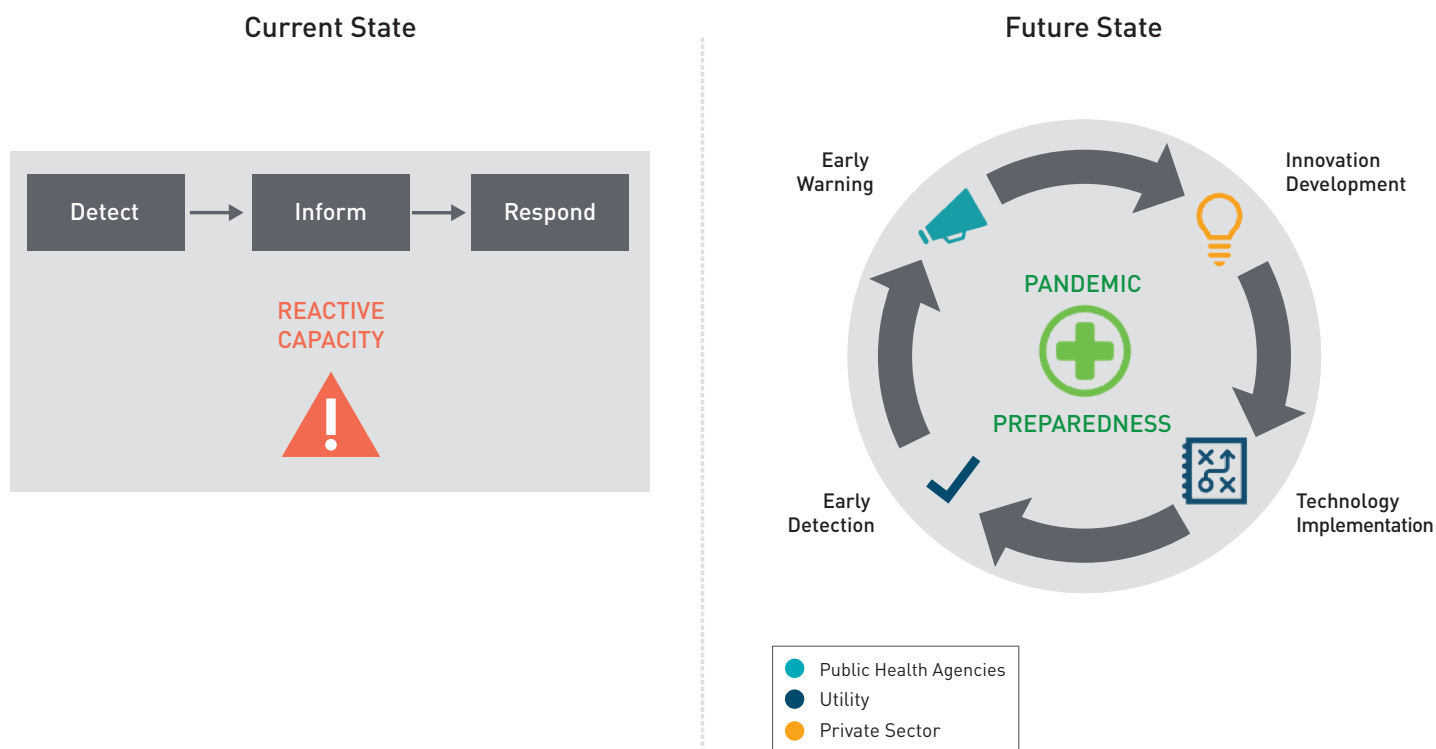 Current State
Detect
Inform
Respond
REACTIVE
CAPACITY
Future State
Early
Warning
Innovation
Development
PANDEMIC
PREPAREDNESS
Early
Detection
Technology
Implementation
Public Health Agencies
Utility
Private Sector